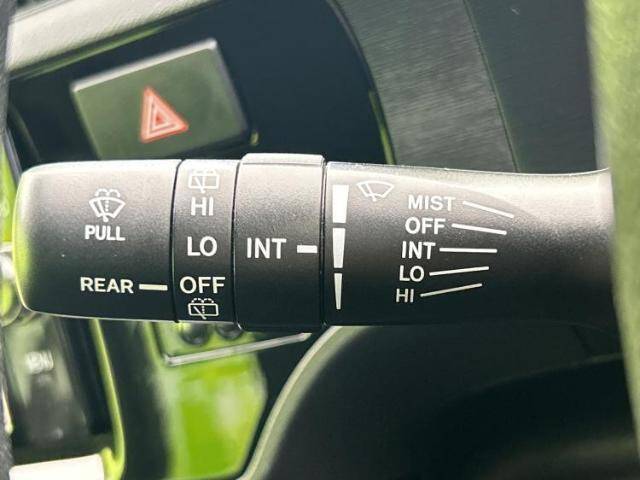 PULL
REAR
HI
LO
OFF
INT
MIST
OFF
INT
LO
HI